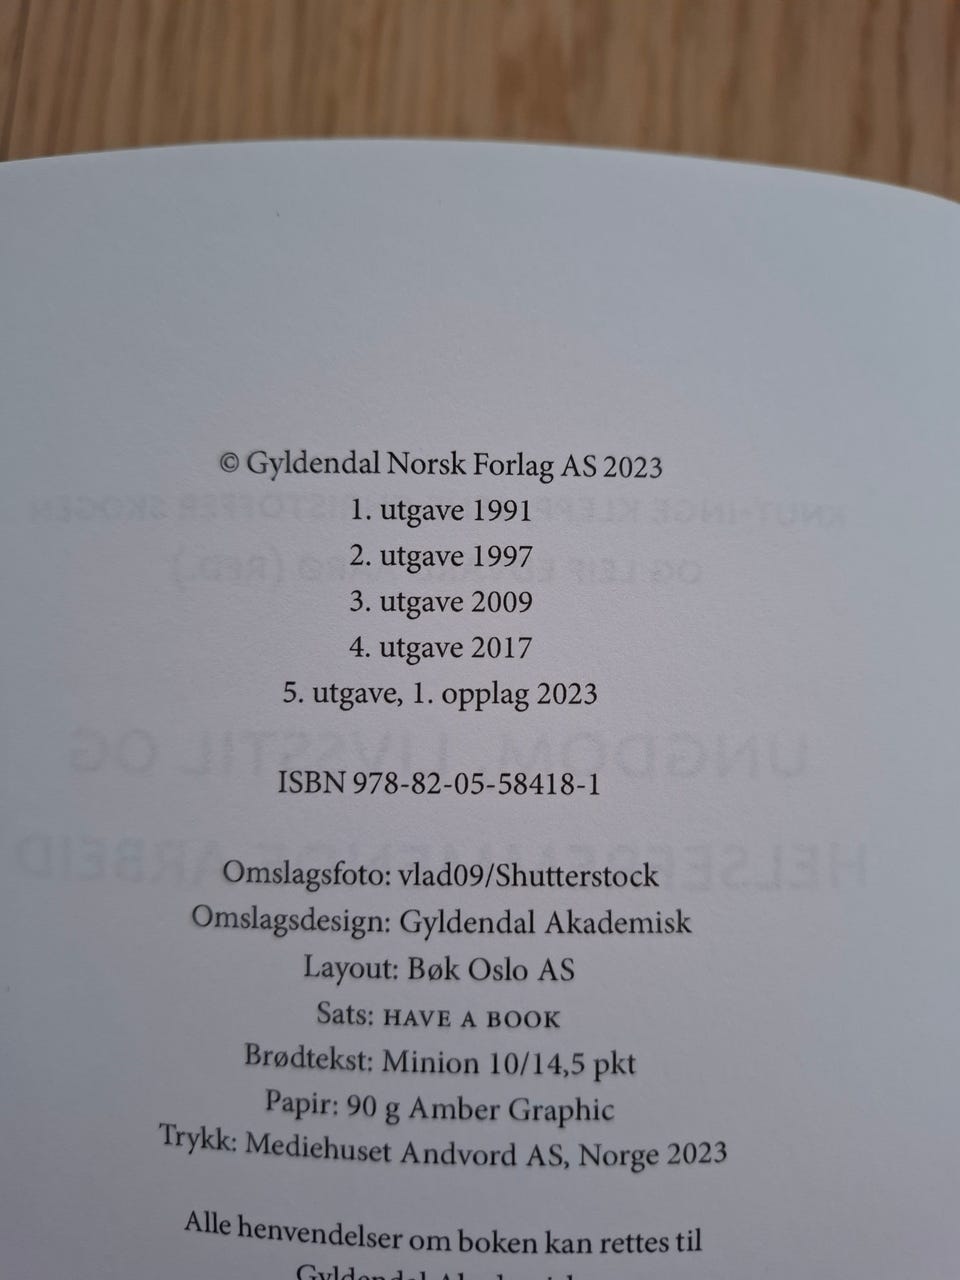 © Gyldendal Norsk Forlag AS 2023
1. utgave 1991
2. utgave 1997
3. utgave 2009
4. utgave 2017
5. utgave, 1. opplag 2023
ISBN 978-82-05-58418-1
Omslagsfoto: vlad09/Shutterstock
Omslagsdesign: Gyldendal Akademisk
Layout: Bøk Oslo AS
Sats: HAVE A BOOK
Brødtekst: Minion 10/14,5 pkt
Papir: 90 g Amber Graphic
Trykk: Mediehuset Andvord AS, Norge 2023
Alle henvendelser om boken kan rettes til
Gyldendal Akademisk